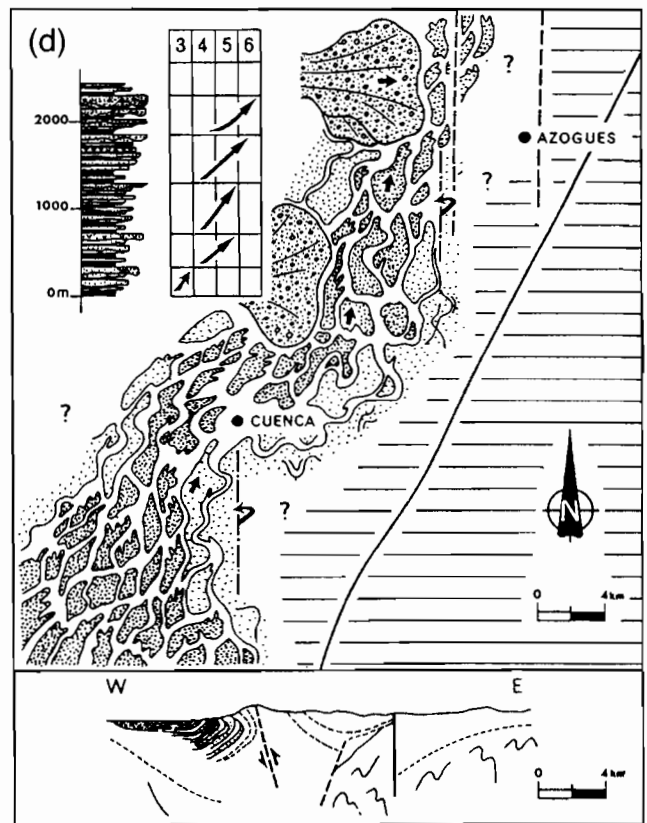 (d)
3 4 5 6
2000
1000
0m
?
AZOGUES
?
?
CUENCA
?
N
0 4 km
W E
0 4 km